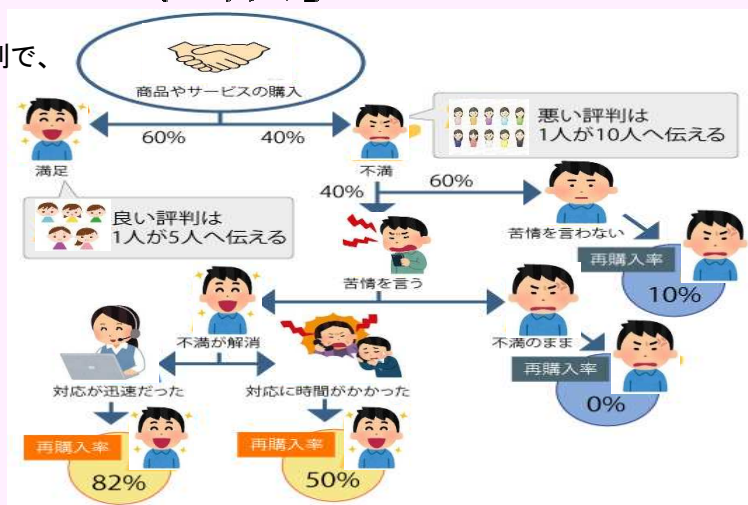 別で、
商品やサービスの購入
60%
40%
満足
不満
悪い評判は
1人が10人へ伝える
良い評判は
1人が5人へ伝える
40%
60%
苦情を言う
苦情を言わない
再購入率
10%
不満が解消
不満のまま
再購入率
0%
対応が迅速だった
対応に時間がかかった
再購入率
82%
再購入率
50%